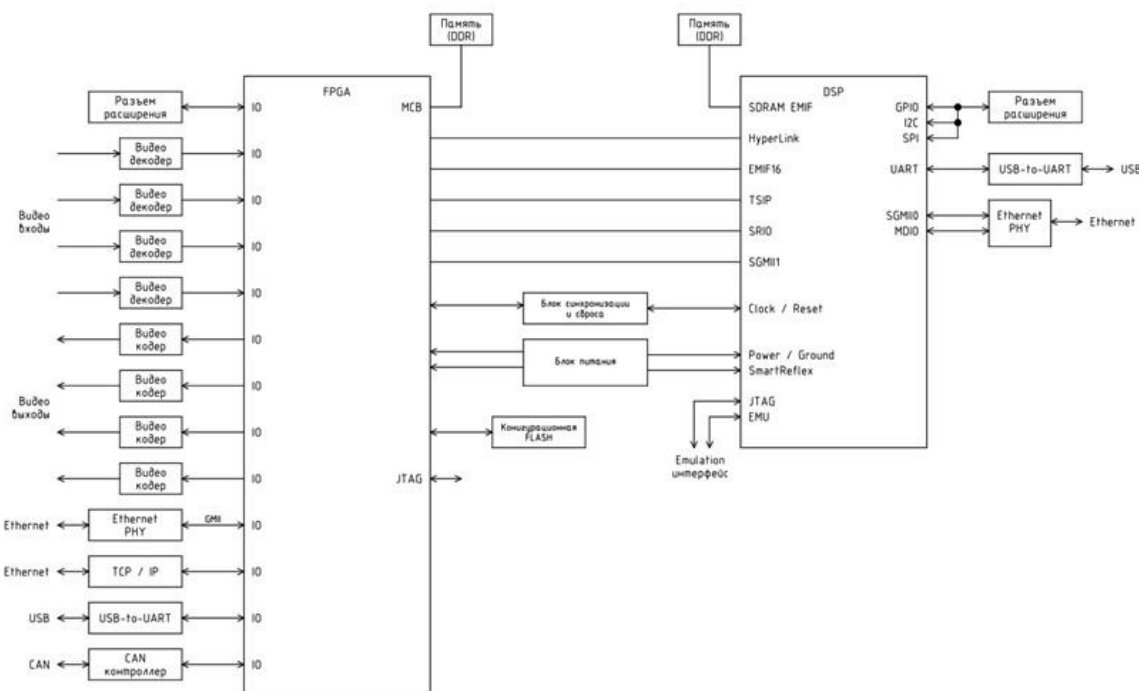 Память
(DDR)
Память
(DDR)
FPGA
DSP
Разъем
расширения
IO
MCB
SDRAM EMIF
GPIO
Разъем
расширения
I2C
HyperLink
SPI
Видео
декодер
IO
EMIF16
UART
USB-to-UART
USB
Видео
декодер
IO
TSIP
Видео
входы
SGMII0
Ethernet
PHY
Ethernet
SRIO
MDIO
Видео
декодер
IO
SGMII1
Видео
декодер
IO
Блок синхронизации
и сброса
Clock / Reset
Видео
кодер
IO
Блок питания
Power / Ground
SmartReflex
Видео
кодер
IO
JTAG
Видео
выходы
EMU
Видео
кодер
IO
Конигурационная
FLASH
Emulation
интерфейс
Видео
кодер
IO
JTAG
Ethernet
Ethernet
PHY
GMII
IO
Ethernet
TCP / IP
IO
USB
USB-to-UART
IO
CAN
CAN
контроллер
IO